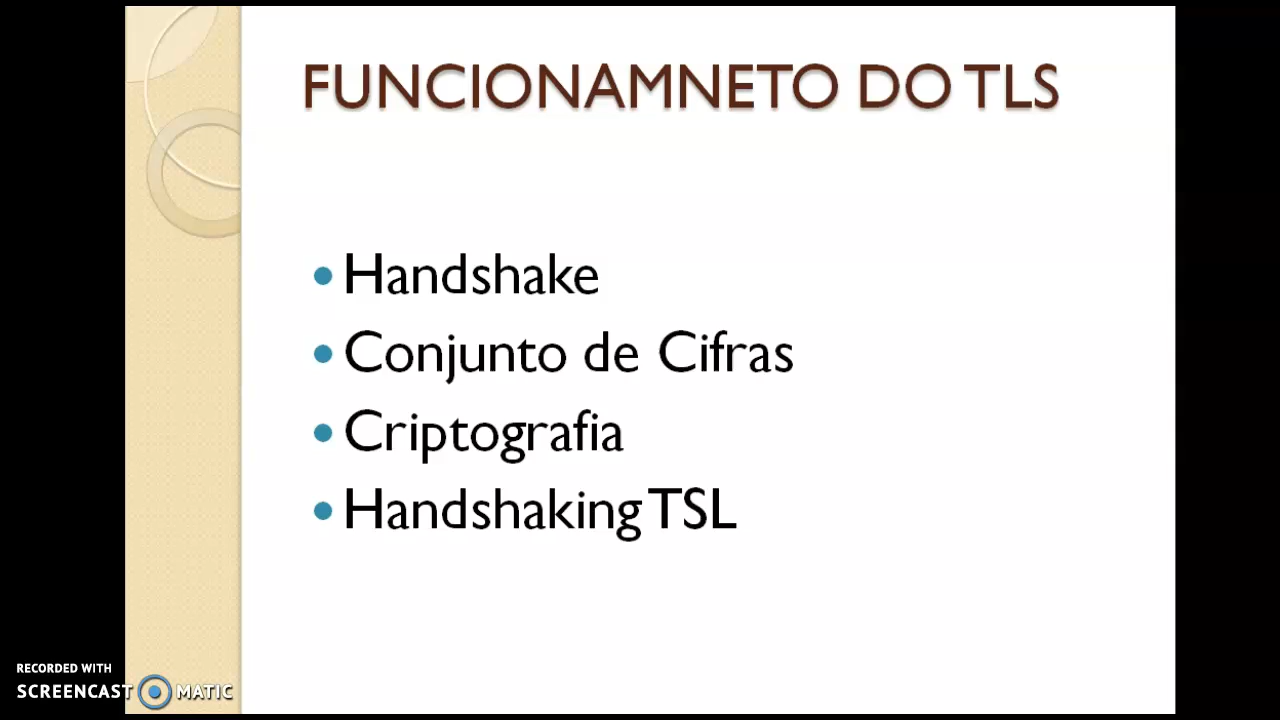 FUNCIONAMNETO DO TLS
Handshake
Conjunto de Cifras
Criptografia
Handshaking TSL
RECORDED WITH
SCREENCAST MATIC